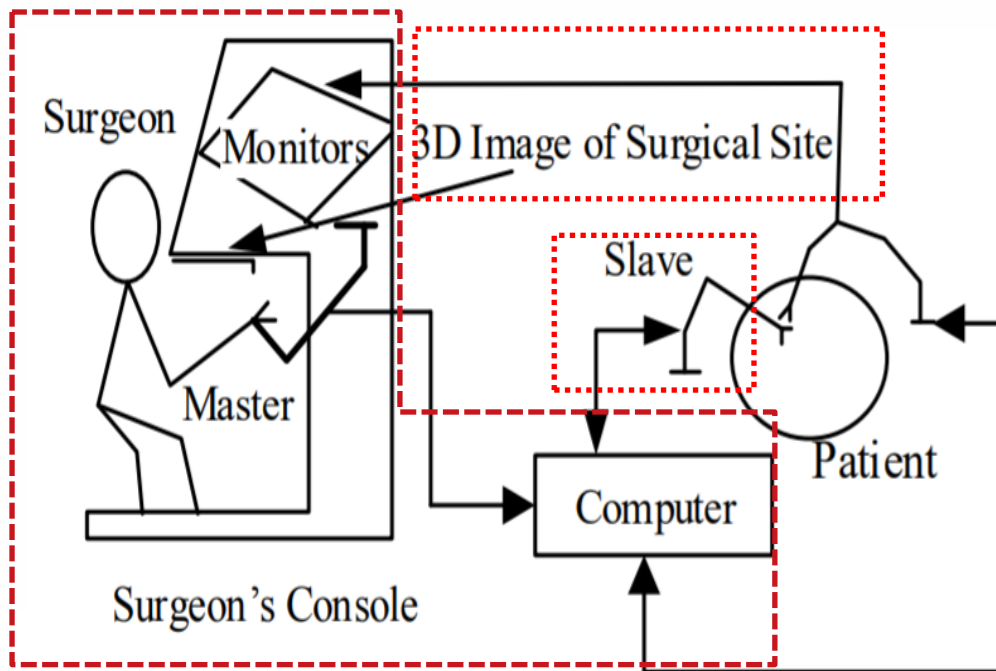 Surgeon
Monitors
3D Image of Surgical Site
Slave
Master
Patient
Computer
Surgeon's Console